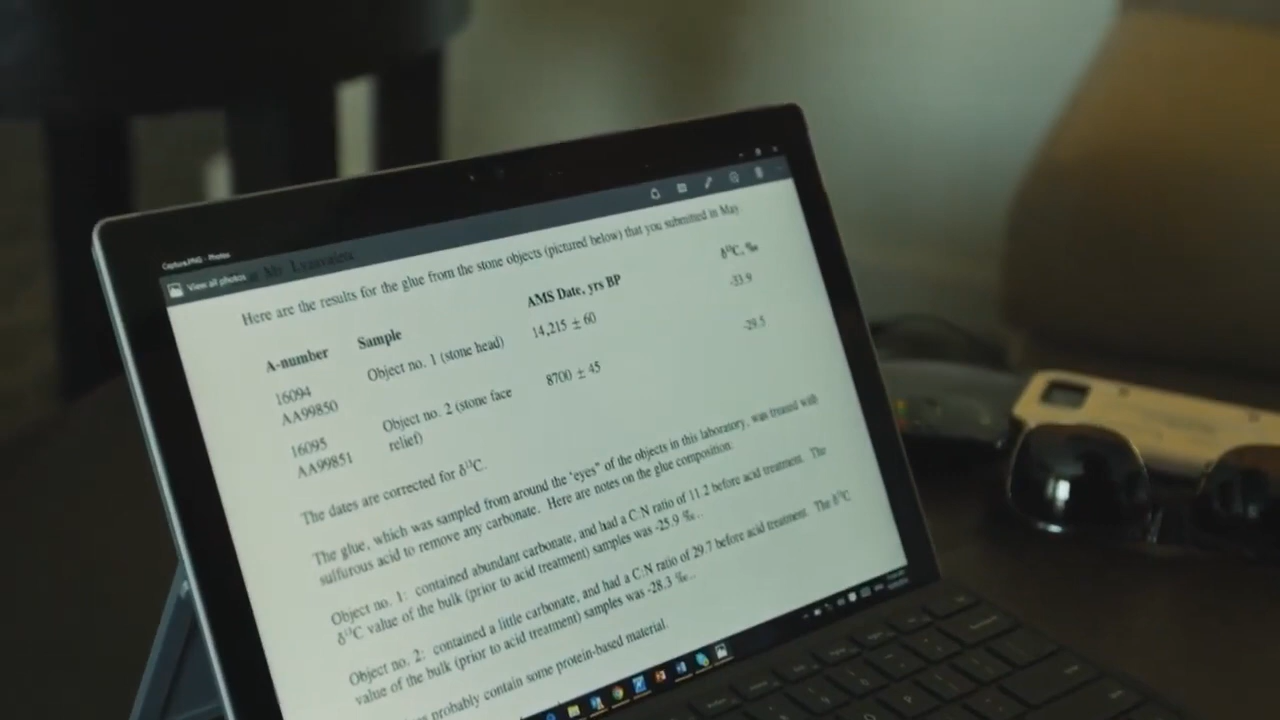 Capture.PNG - Photos
View all photos
Here are the results for the glue from the stone objects (pictured below) that you submitted in May
A-number Sample AMS Date, yrs BP δ¹³C, ‰
16094 Object no. 1 (stone head) 14,215 ± 60 -33.9
AA99850
16095 Object no. 2 (stone face 8700 ± 45 -29.5
AA99851 relief)
The dates are corrected for δ¹³C.
The glue, which was sampled from around the "eyes" of the objects in this laboratory, was treated with
sulfurous acid to remove any carbonate. Here are notes on the glue composition:
Object no. 1: contained abundant carbonate, and had a C:N ratio of 11.2 before acid treatment. The
δ¹³C value of the bulk (prior to acid treatment) samples was -25.9 ‰..
Object no. 2: contained a little carbonate, and had a C:N ratio of 29.7 before acid treatment. The δ¹³C
value of the bulk (prior to acid treatment) samples was -28.3 ‰..
probably contain some protein-based material.